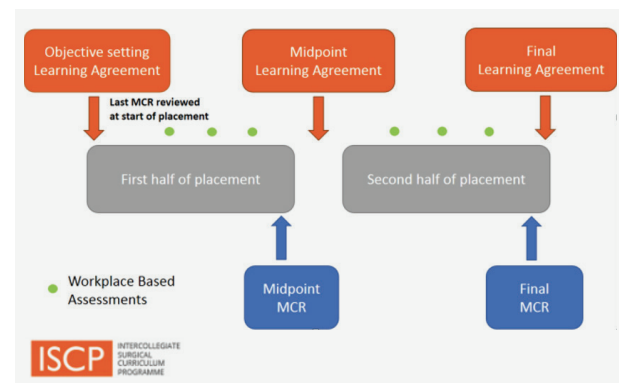 Objective setting
Learning Agreement
Midpoint
Learning Agreement
Final
Learning Agreement
Last MCR reviewed
at start of placement
First half of placement
Second half of placement
Workplace Based
Assessments
Midpoint
MCR
Final
MCR
ISCP
INTERCOLLEGIATE
SURGICAL
CURRICULUM
PROGRAMME